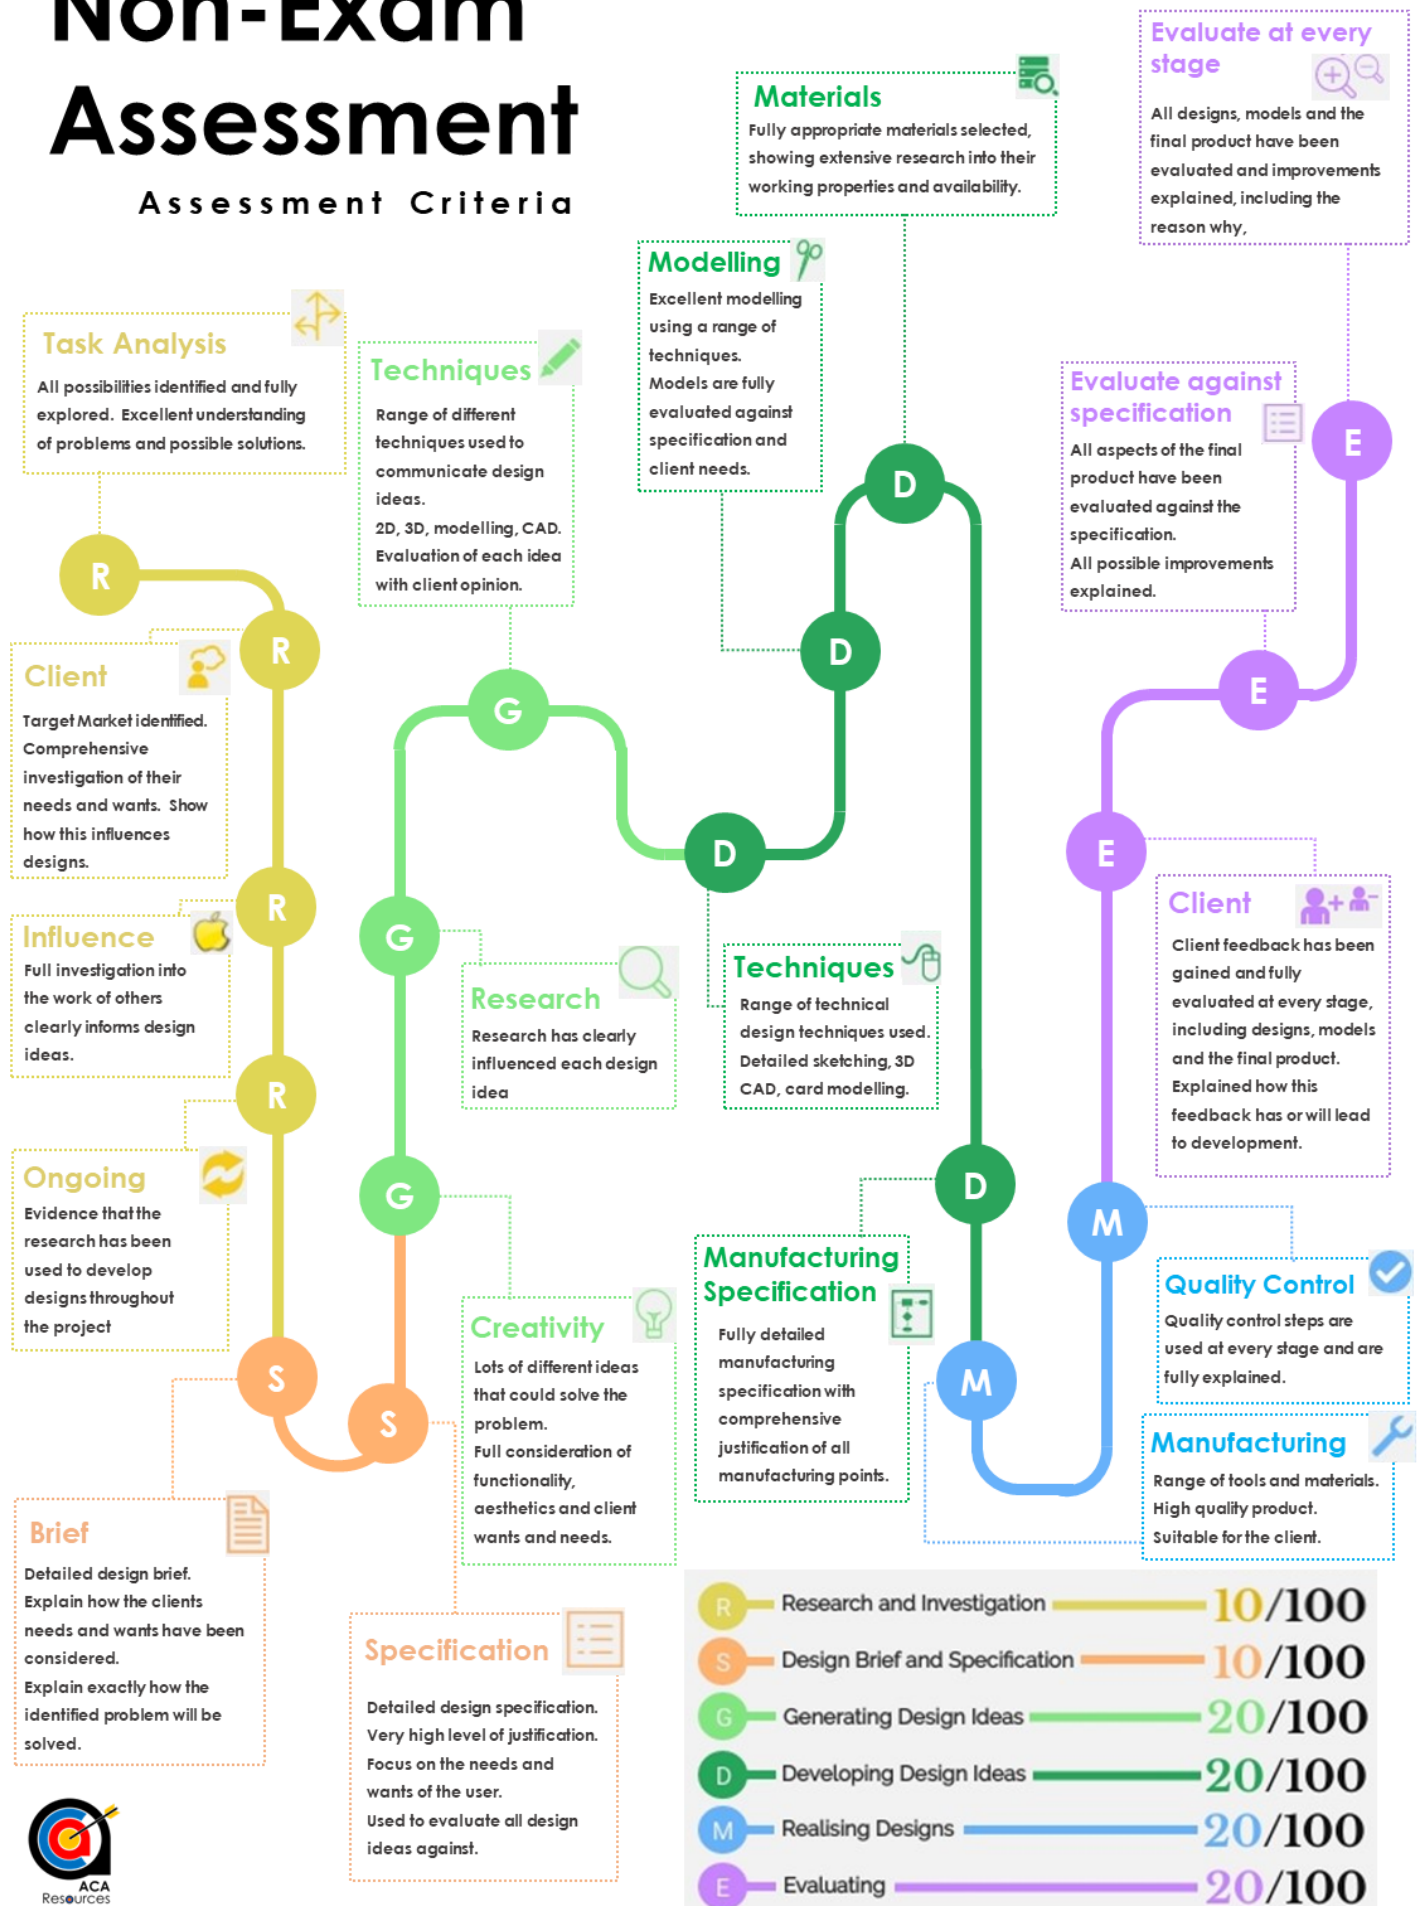 Non-Exam
Assessment
Assessment Criteria
Task Analysis
All possibilities identified and fully
explored. Excellent understanding
of problems and possible solutions.
R
R
Client
Target Market identified.
Comprehensive
investigation of their
needs and wants. Show
how this influences
designs.
R
Influence
Full investigation into
the work of others
clearly informs design
ideas.
R
Ongoing
Evidence that the
research has been
used to develop
designs throughout
the project
S
Brief
Detailed design brief.
Explain how the clients
needs and wants have been
considered.
Explain exactly how the
identified problem will be
solved.
S
Specification
Detailed design specification.
Very high level of justification.
Focus on the needs and
wants of the user.
Used to evaluate all design
ideas against.
G
Creativity
Lots of different ideas
that could solve the
problem.
Full consideration of
functionality,
aesthetics and client
wants and needs.
G
Research
Research has clearly
influenced each design
idea
Techniques
Range of different
techniques used to
communicate design
ideas.
2D, 3D, modelling, CAD.
Evaluation of each idea
with client opinion.
G
D
Techniques
Range of technical
design techniques used.
Detailed sketching, 3D
CAD, card modelling.
Modelling
Excellent modelling
using a range of
techniques.
Models are fully
evaluated against
specification and
client needs.
D
Materials
Fully appropriate materials selected,
showing extensive research into their
working properties and availability.
D
D
Manufacturing
Specification
Fully detailed
manufacturing
specification with
comprehensive
justification of all
manufacturing points.
M
Manufacturing
Range of tools and materials.
High quality product.
Suitable for the client.
M
Quality Control
Quality control steps are
used at every stage and are
fully explained.
E
Client
Client feedback has been
gained and fully
evaluated at every stage,
including designs, models
and the final product.
Explained how this
feedback has or will lead
to development.
Evaluate against
specification
All aspects of the final
product have been
evaluated against the
specification.
All possible improvements
explained.
E
Evaluate at every
stage
All designs, models and the
final product have been
evaluated and improvements
explained, including the
reason why,
E
R Research and Investigation 10/100
S Design Brief and Specification 10/100
G Generating Design Ideas 20/100
D Developing Design Ideas 20/100
M Realising Designs 20/100
E Evaluating 20/100
ACA
Resources